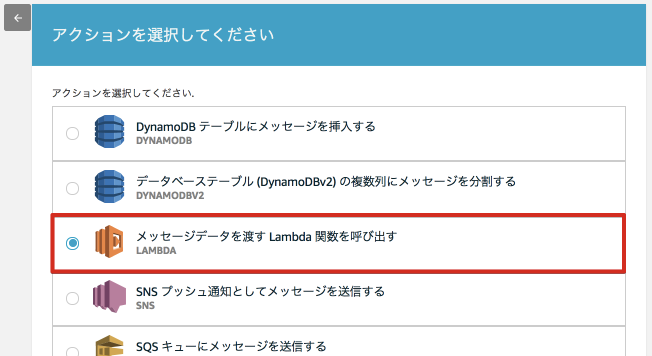 アクションを選択してください
アクションを選択してください.
DynamoDB テーブルにメッセージを挿入する
DYNAMODB
データベーステーブル (DynamoDBv2) の複数列にメッセージを分割する
DYNAMODBV2
メッセージデータを渡す Lambda 関数を呼び出す
LAMBDA
SNS プッシュ通知としてメッセージを送信する
SNS
SQS キューにメッセージを送信する